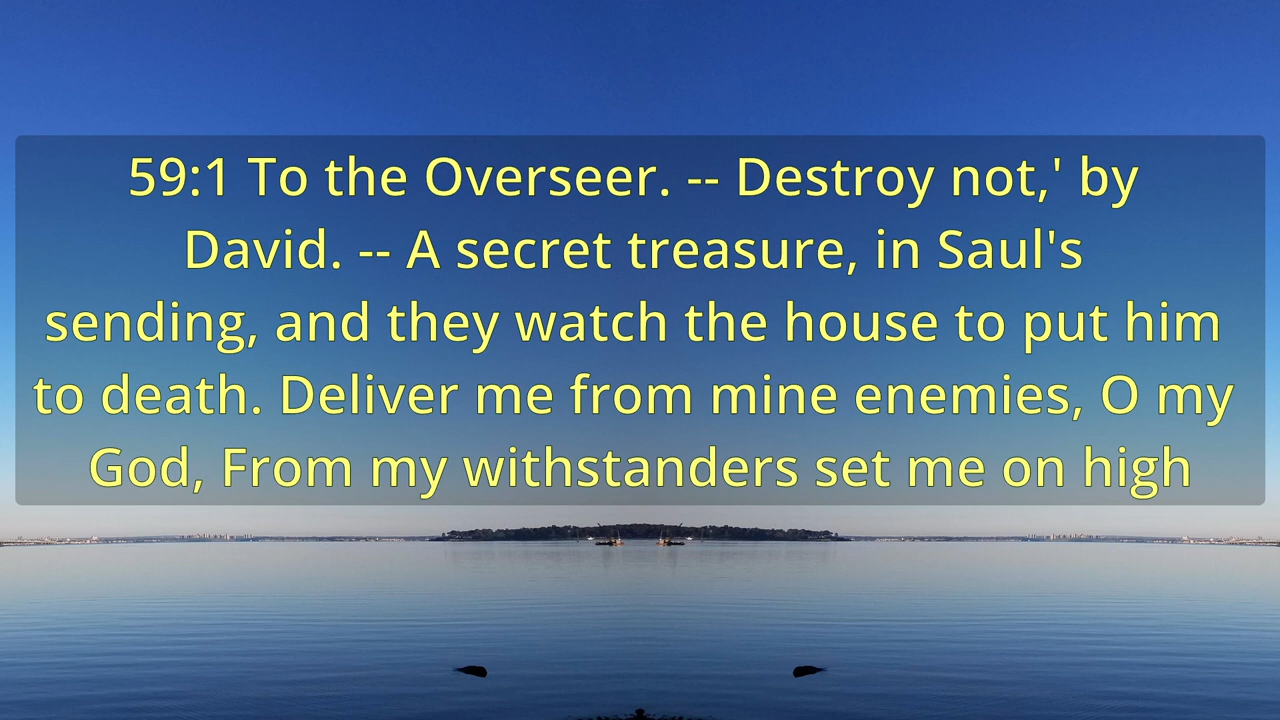 59:1 To the Overseer. -- Destroy not,' by
David. -- A secret treasure, in Saul's
sending, and they watch the house to put him
to death. Deliver me from mine enemies, O my
God, From my withstanders set me on high